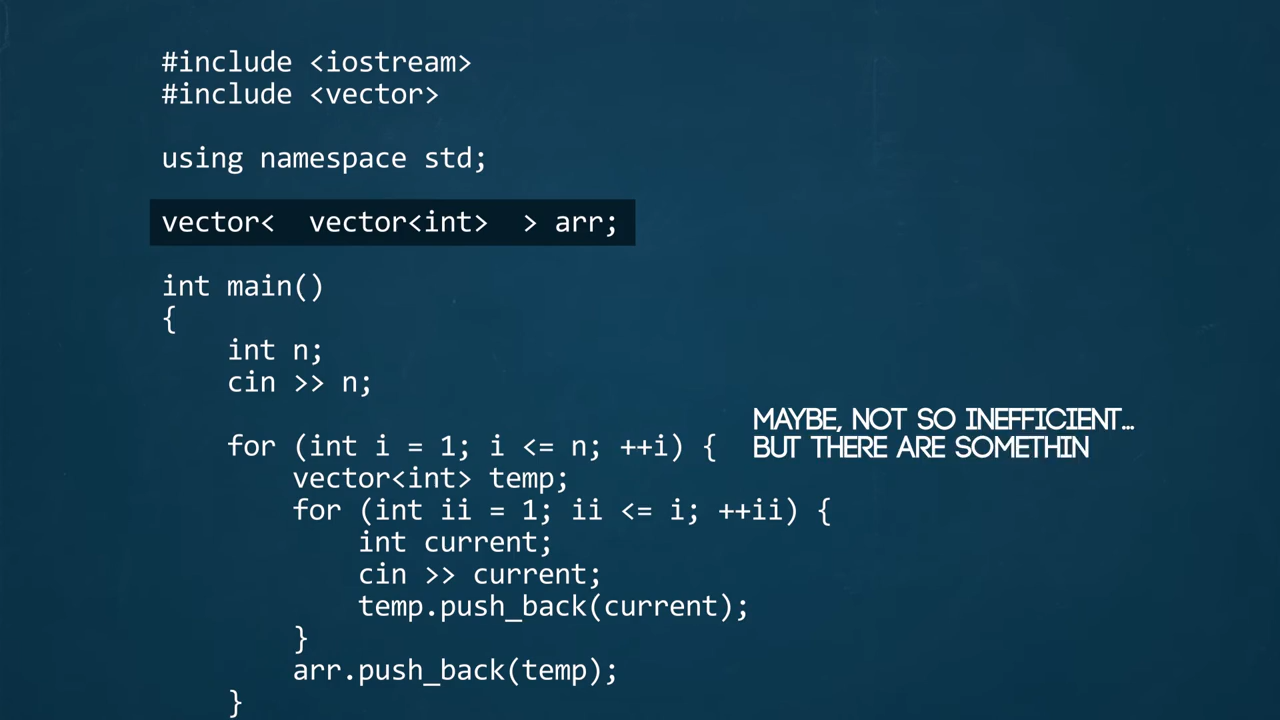 #include <iostream>
#include <vector>
using namespace std;
vector<  vector<int>  > arr;
int main()
{
    int n;
    cin >> n;
    for (int i = 1; i <= n; ++i) {
        vector<int> temp;
        for (int ii = 1; ii <= i; ++ii) {
            int current;
            cin >> current;
            temp.push_back(current);
        }
        arr.push_back(temp);
    }
MAYBE, NOT SO INEFFICIENT...
BUT THERE ARE SOMETHIN